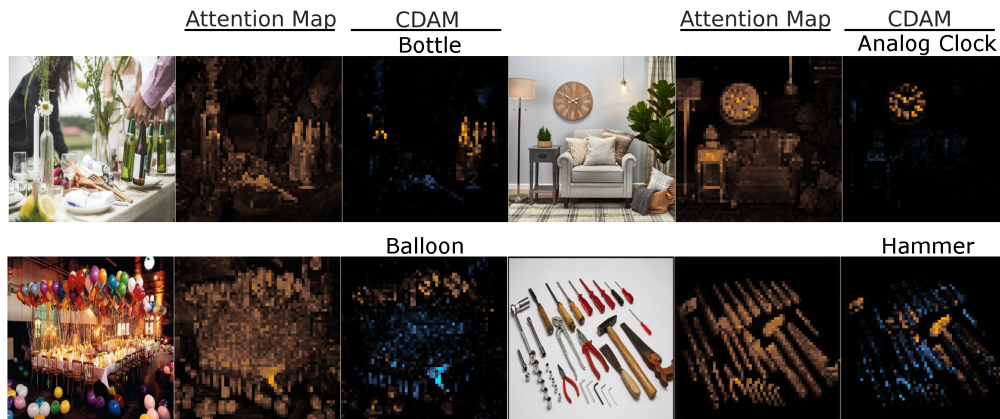 Attention Map CDAM Attention Map CDAM
Bottle Analog Clock
Balloon Hammer